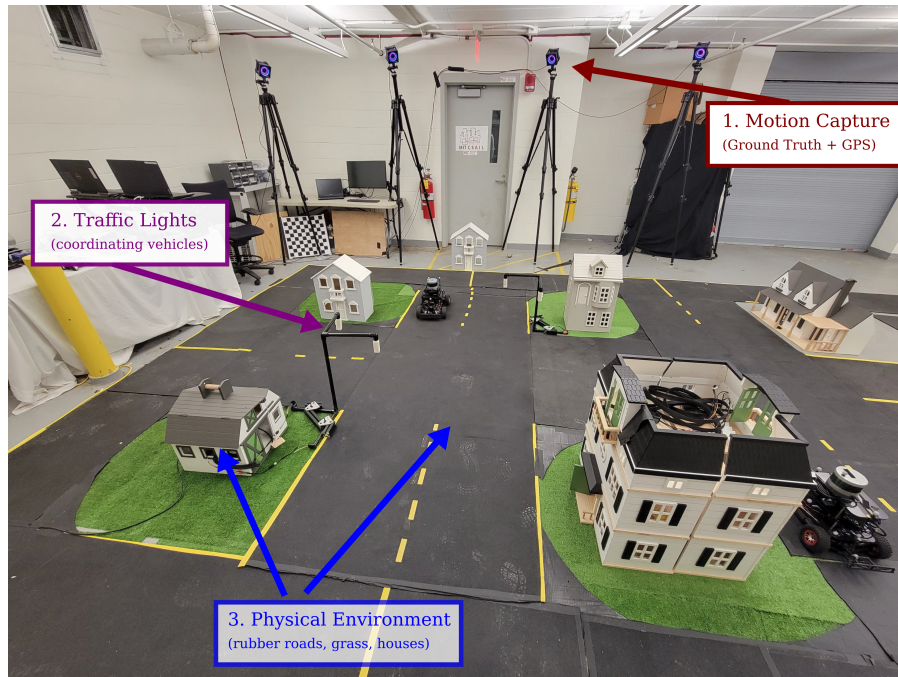 1. Motion Capture
(Ground Truth + GPS)
2. Traffic Lights
(coordinating vehicles)
3. Physical Environment
(rubber roads, grass, houses)